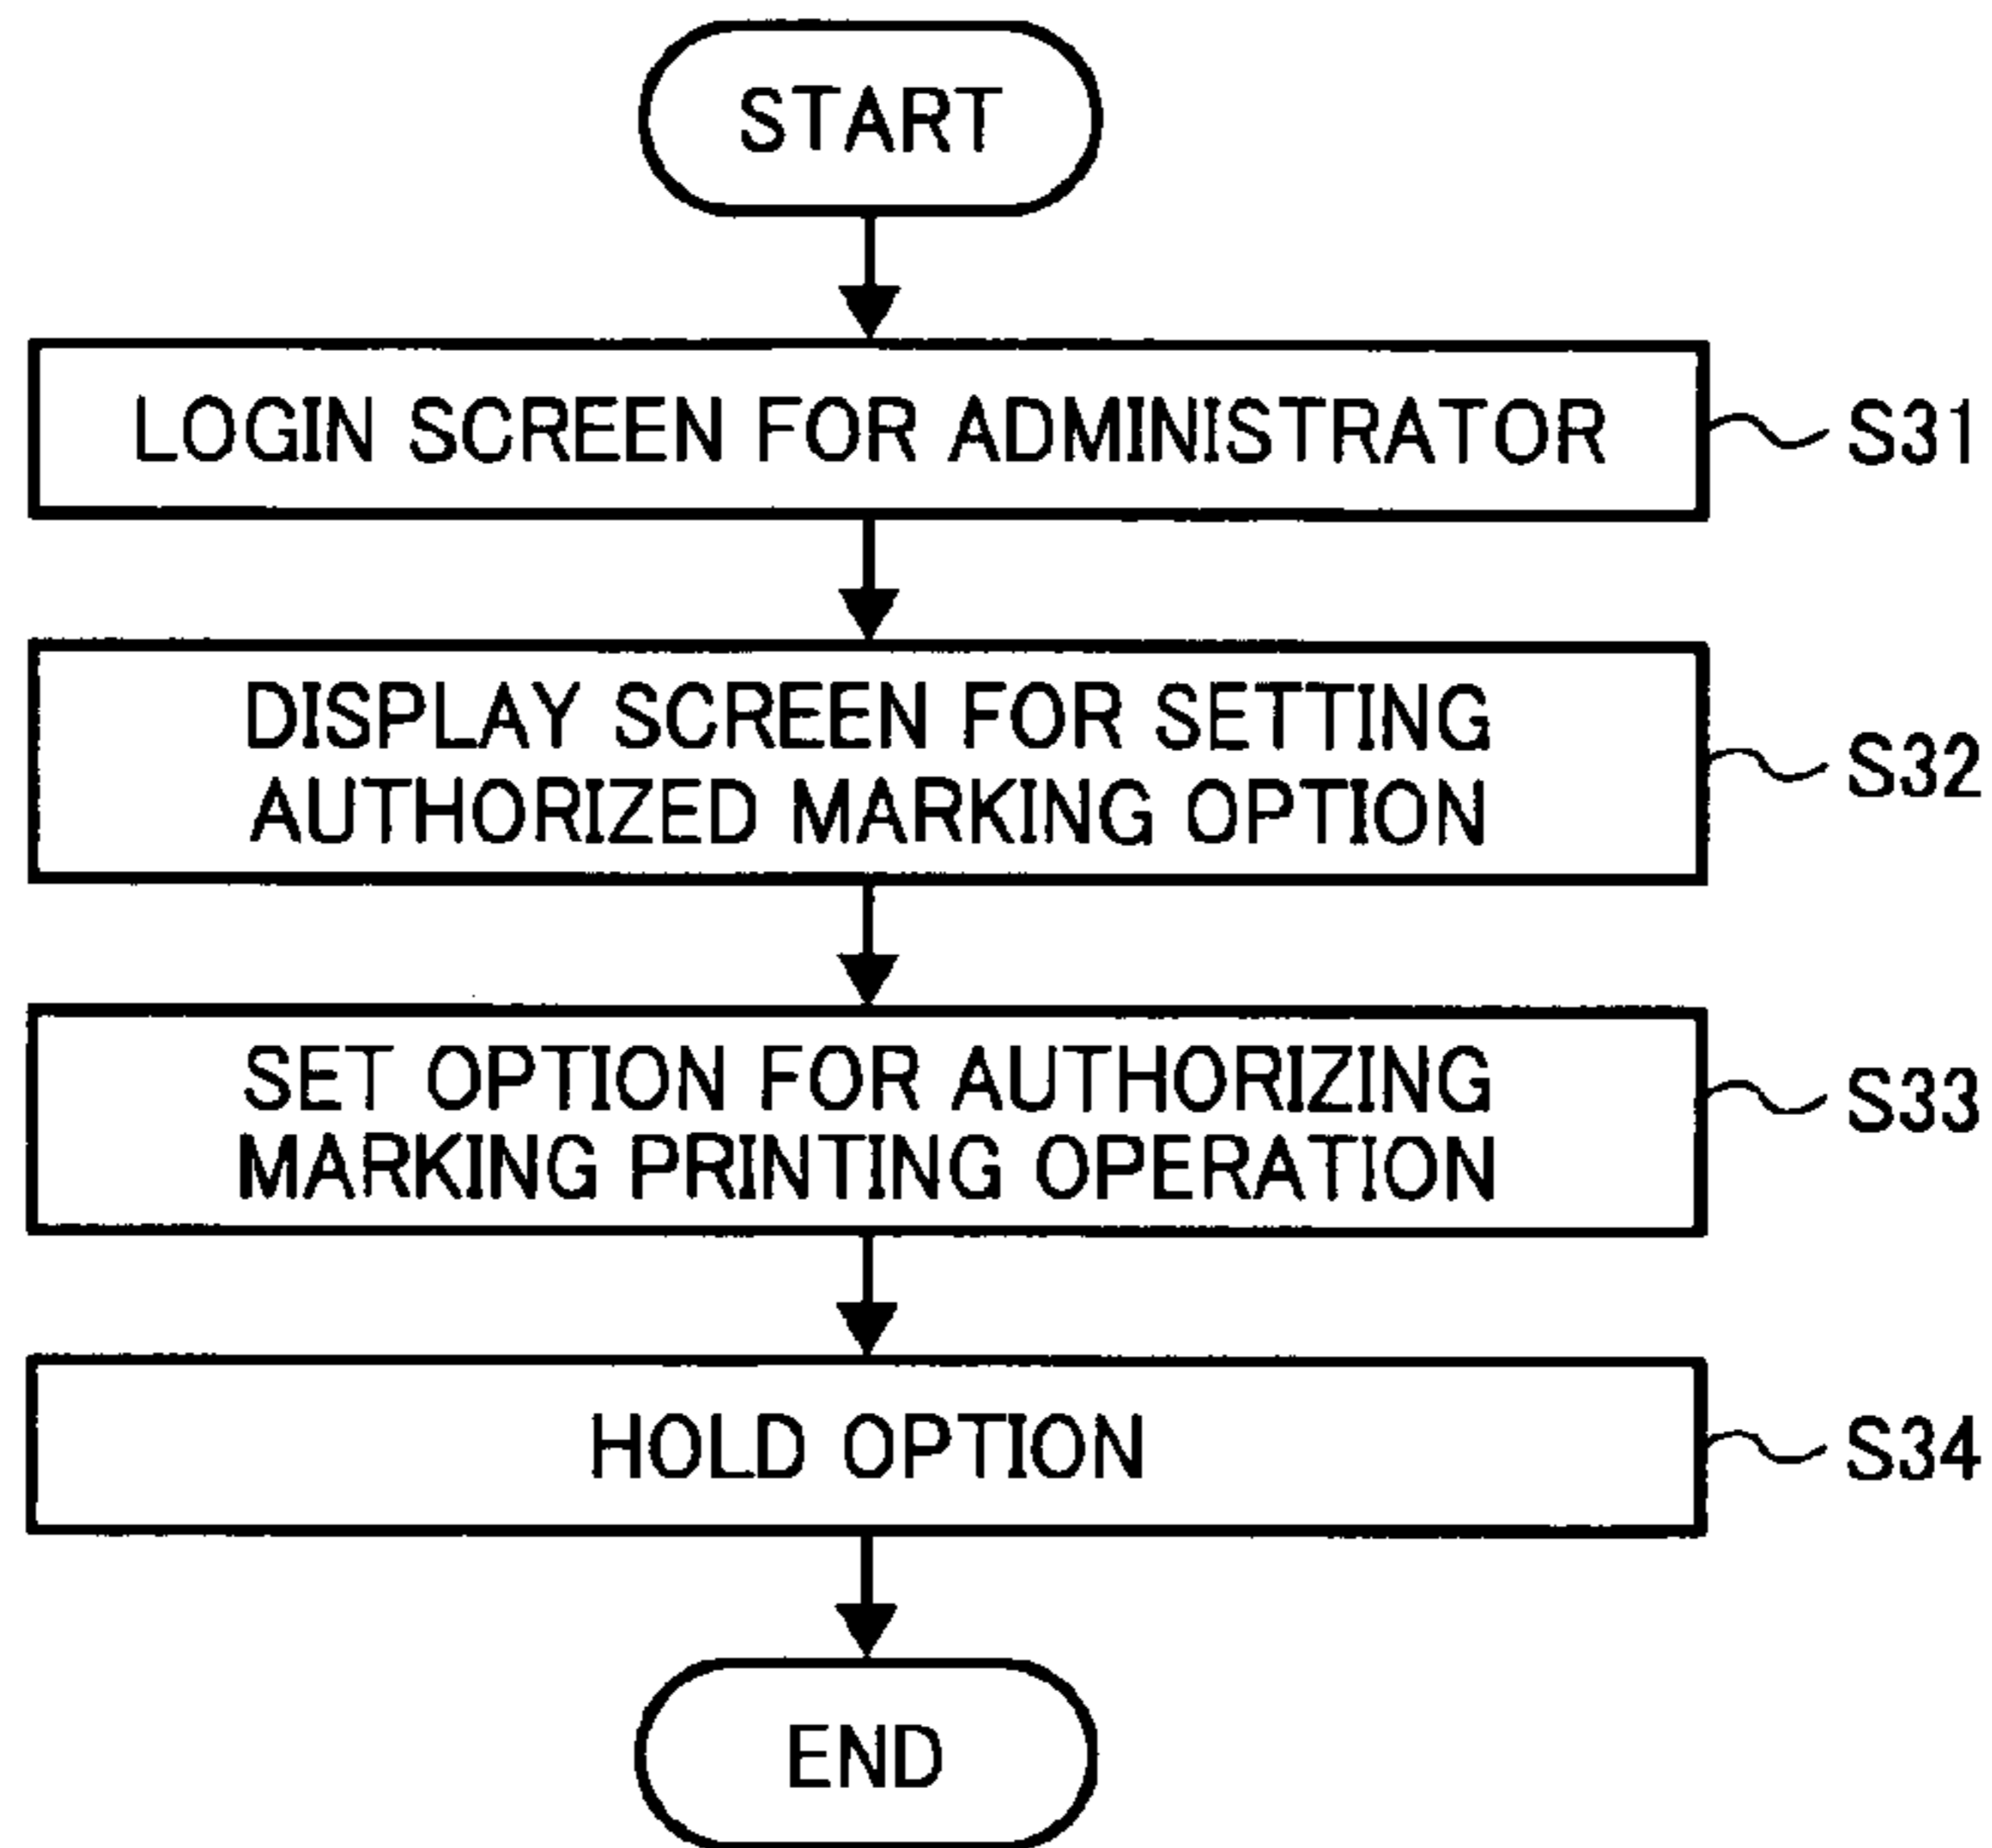 START
LOGIN SCREEN FOR ADMINISTRATOR
S31
DISPLAY SCREEN FOR SETTING
AUTHORIZED MARKING OPTION
S32
SET OPTION FOR AUTHORIZING
MARKING PRINTING OPERATION
S33
HOLD OPTION
S34
END